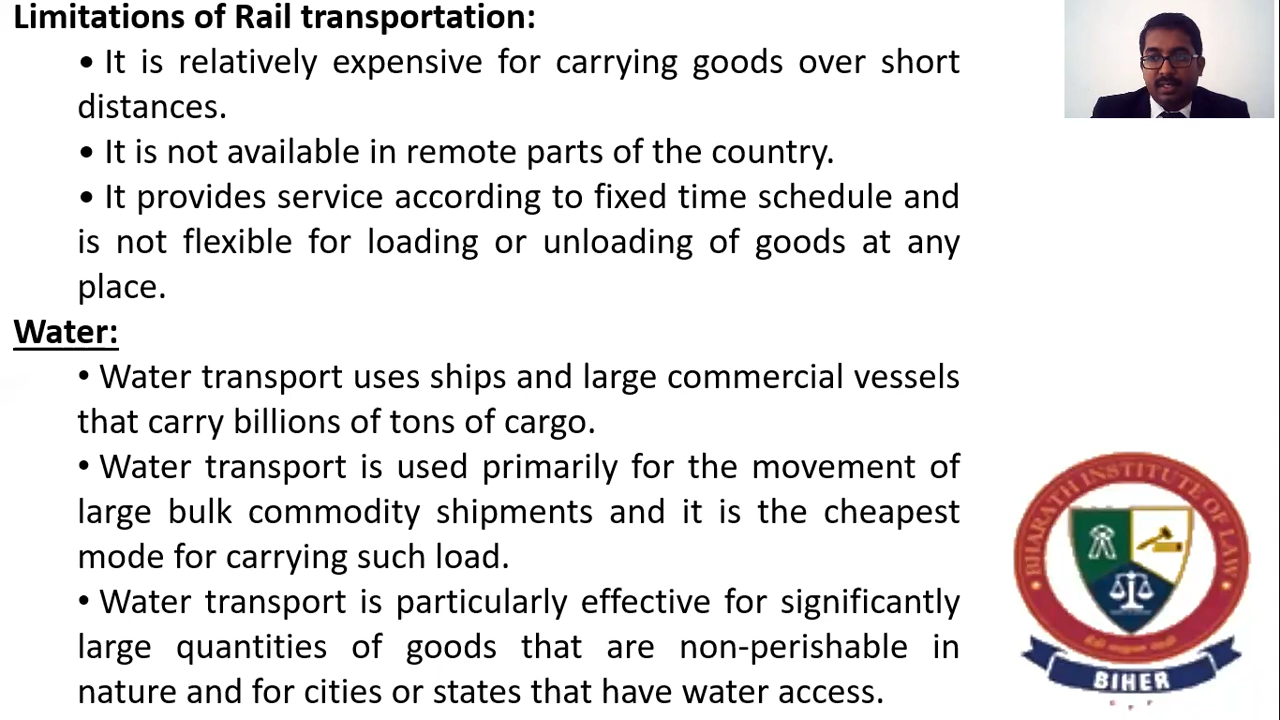 Limitations of Rail transportation:
• It is relatively expensive for carrying goods over short
distances.
• It is not available in remote parts of the country.
• It provides service according to fixed time schedule and
is not flexible for loading or unloading of goods at any
place.
Water:
• Water transport uses ships and large commercial vessels
that carry billions of tons of cargo.
• Water transport is used primarily for the movement of
large bulk commodity shipments and it is the cheapest
mode for carrying such load.
• Water transport is particularly effective for significantly
large quantities of goods that are non-perishable in
nature and for cities or states that have water access.
BHARATH INSTITUTE OF LAW
BIHER